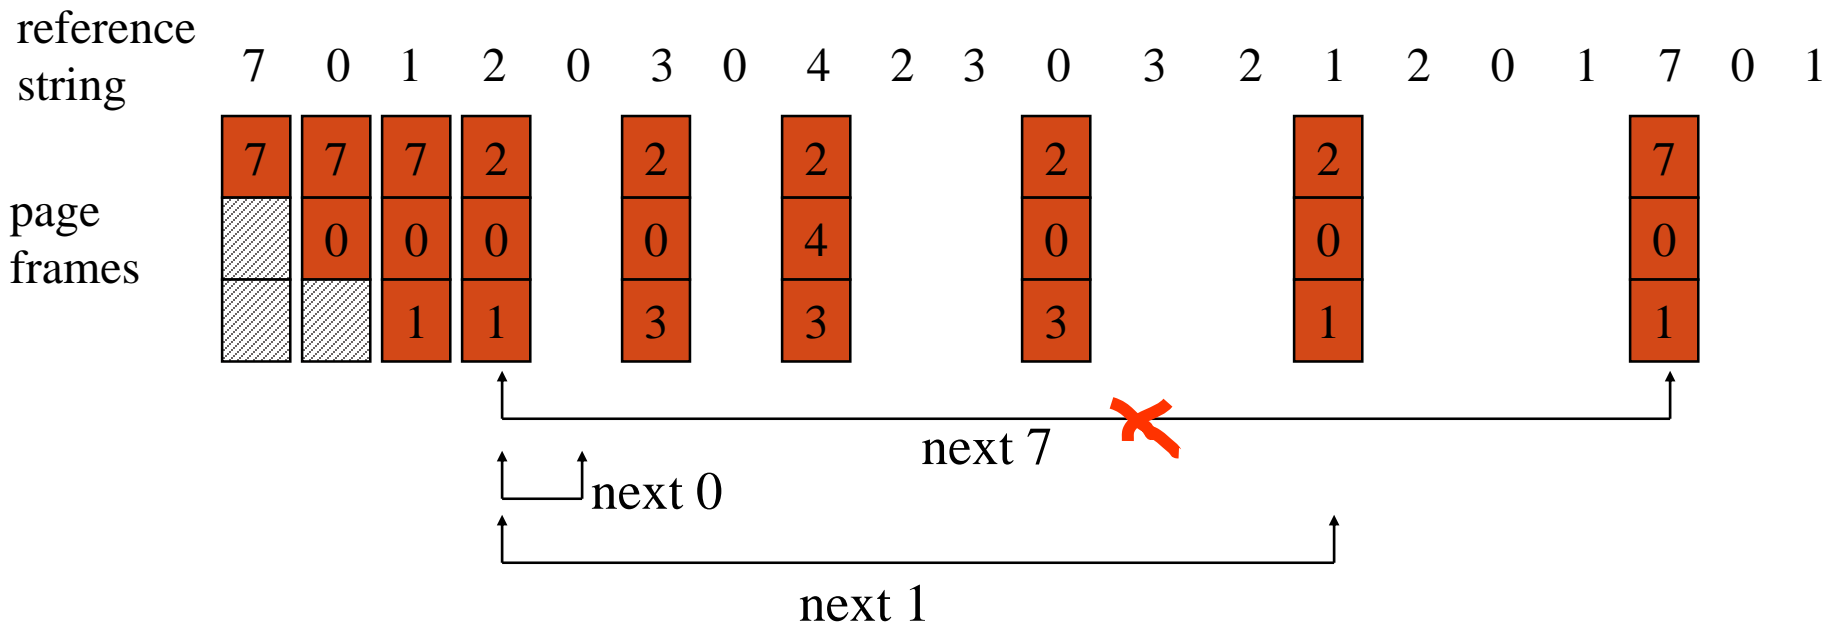 reference
string
7 0 1 2 0 3 0 4 2 3 0 3 2 1 2 0 1 7 0 1
page
frames
7 7 7 2 2 2 2 2 7
0 0 0 0 4 0 0 0
1 1 3 3 3 1 1
next 7
next 0
next 1